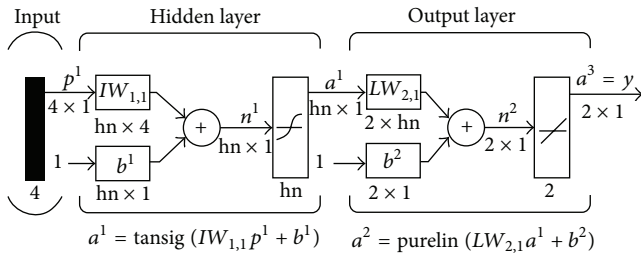 Input
Hidden layer
Output layer
p¹
4 × 1
IW₁,₁
hn × 4
1
b¹
hn × 1
4
+
n¹
hn × 1
hn
a¹
hn × 1
1
LW₂,₁
2 × hn
b²
2 × 1
+
n²
2 × 1
2
a³ = y
2 × 1
a¹ = tansig (IW₁,₁p¹ + b¹)
a² = purelin (LW₂,₁a¹ + b²)